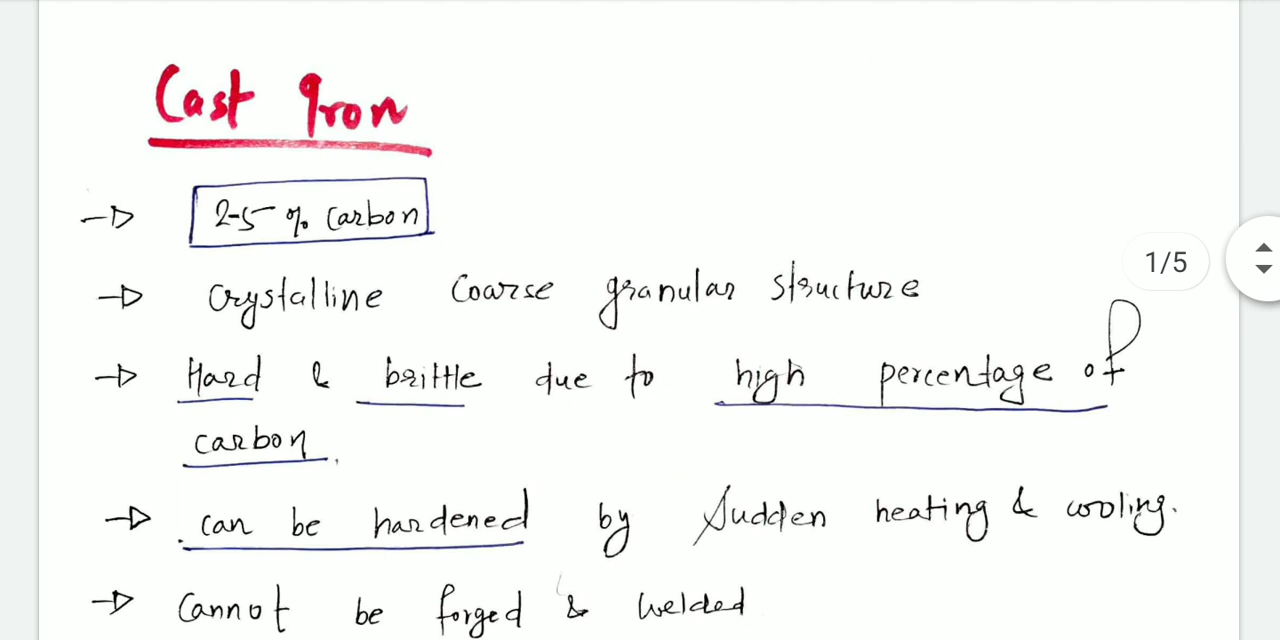 Cast Iron
→ 2-5 % carbon
→ Crystalline Coarse granular structure
→ Hard & brittle due to high percentage of
carbon.
→ can be hardened by Sudden heating & cooling.
→ Cannot be forged & welded
1/5